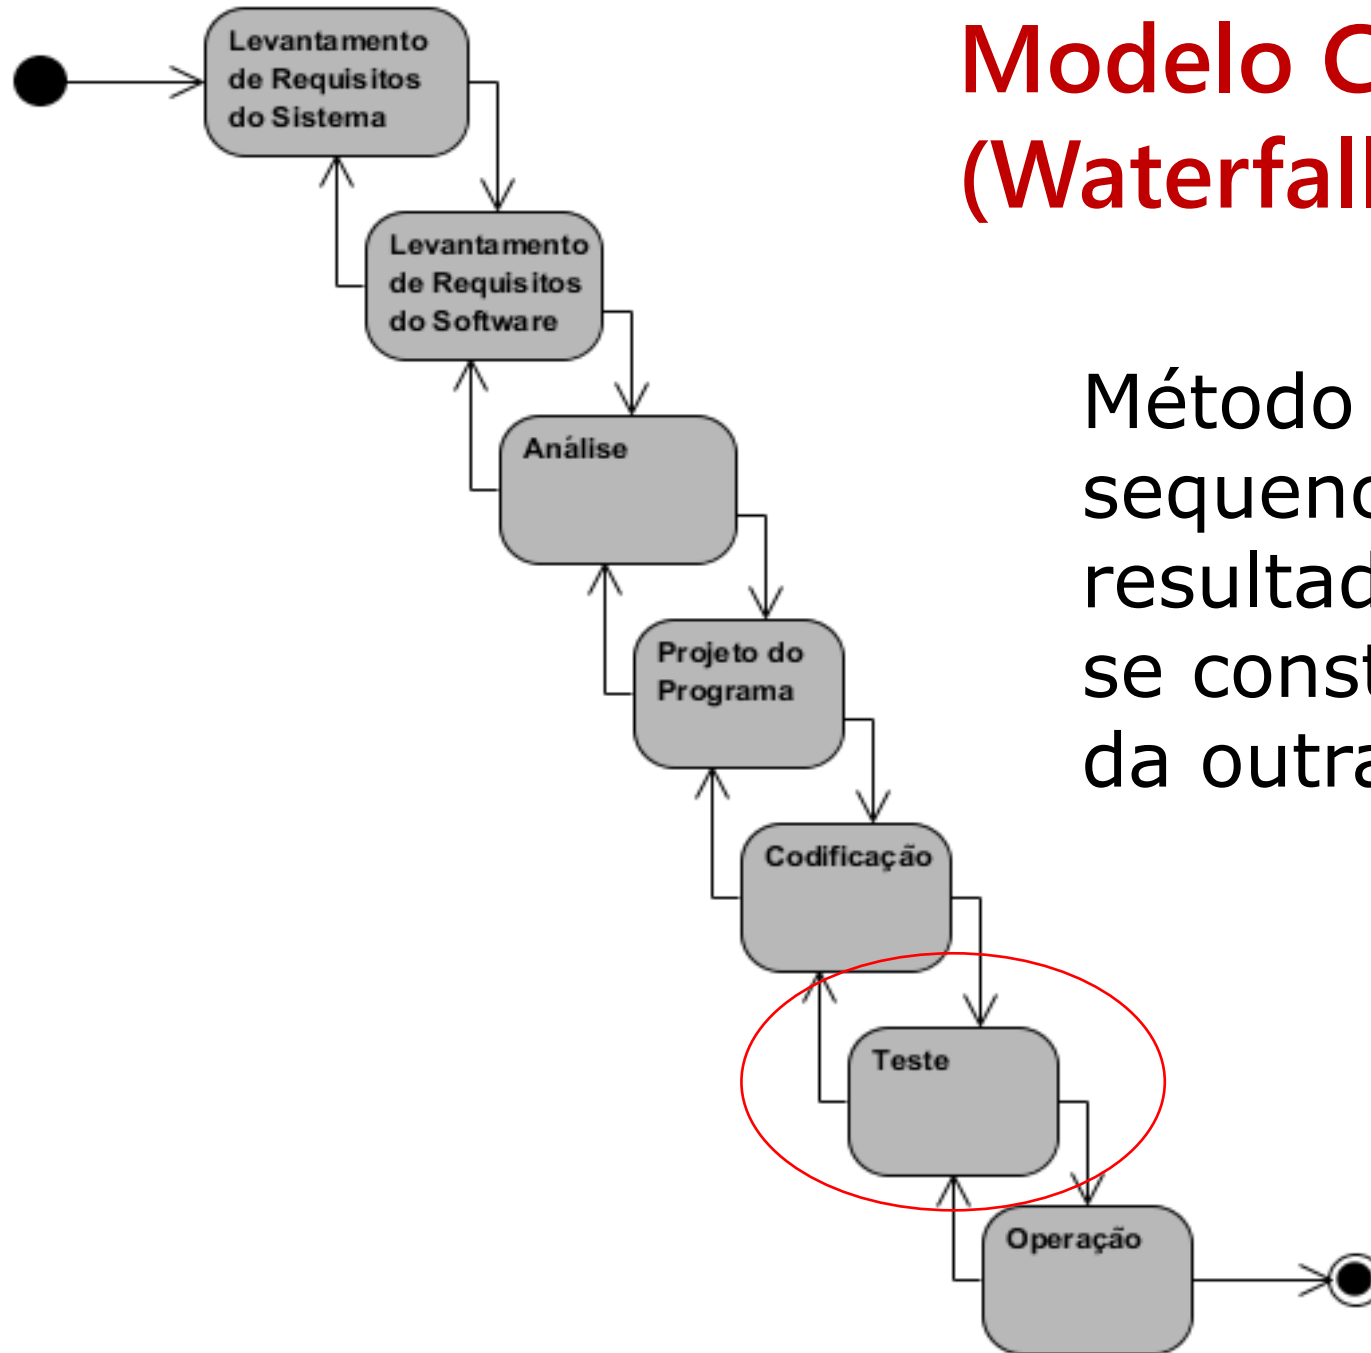 Levantamento
de Requisitos
do Sistema
Modelo C
(Waterfall
Levantamento
de Requisitos
do Software
Método
sequenc
resultad
se const
da outra
Análise
Projeto do
Programa
Codificação
Teste
Operação